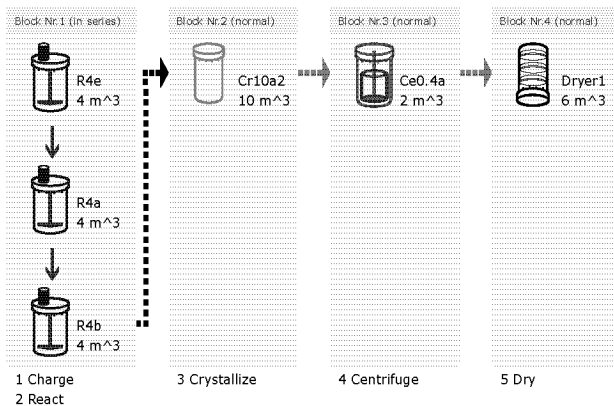 Block Nr.1 (in series)
Block Nr.2 (normal)
Block Nr.3 (normal)
Block Nr.4 (normal)
R4e
4 m^3
R4a
4 m^3
R4b
4 m^3
Cr10a2
10 m^3
Ce0.4a
2 m^3
Dryer1
6 m^3
1 Charge
2 React
3 Crystallize
4 Centrifuge
5 Dry